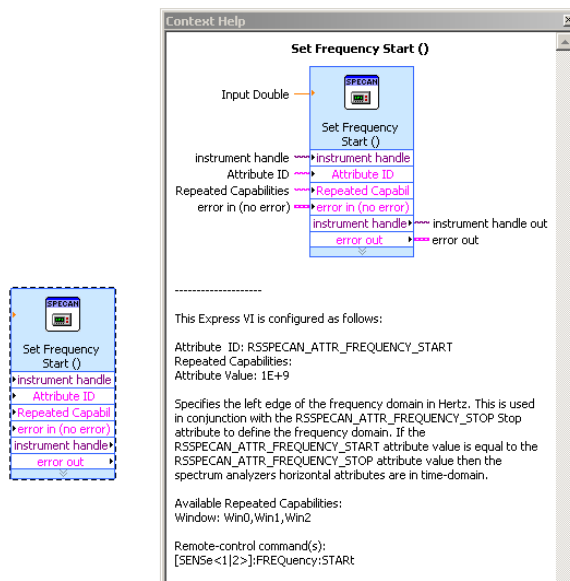 Context Help
Set Frequency Start ()
Input Double
SPECAN
Set Frequency
Start ()
instrument handle
instrument handle
Attribute ID
Attribute ID
Repeated Capabilities
Repeated Capabil
error in (no error)
error in (no error)
instrument handle
instrument handle out
error out
error out
--------------------
This Express VI is configured as follows:
Attribute ID: RSSPECAN_ATTR_FREQUENCY_START
Repeated Capabilities:
Attribute Value: 1E+9
Specifies the left edge of the frequency domain in Hertz. This is used
in conjunction with the RSSPECAN_ATTR_FREQUENCY_STOP Stop
attribute to define the frequency domain. If the
RSSPECAN_ATTR_FREQUENCY_START attribute value is equal to the
RSSPECAN_ATTR_FREQUENCY_STOP attribute value then the
spectrum analyzers horizontal attributes are in time-domain.
Available Repeated Capabilities:
Window: Win0,Win1,Win2
Remote-control command(s):
[SENSe<1|2>]:FREQuency:STARt
SPECAN
Set Frequency
Start ()
instrument handle
Attribute ID
Repeated Capabil
error in (no error)
instrument handle
error out